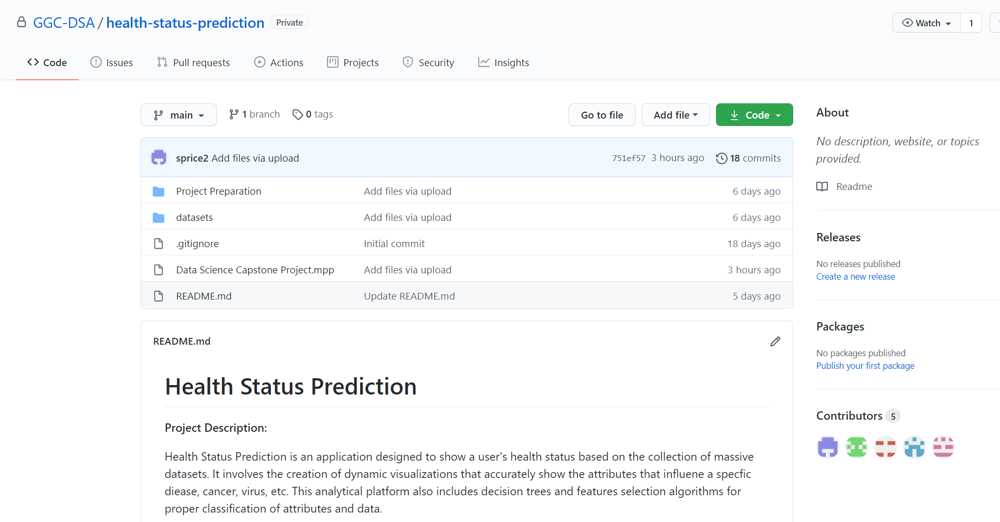 GGC-DSA / health-status-prediction Private
Watch 1
Code Issues Pull requests Actions Projects Security Insights
main 1 branch 0 tags Go to file Add file Code
sprice2 Add files via upload 751ef57 3 hours ago 18 commits
Project Preparation Add files via upload 6 days ago
datasets Add files via upload 6 days ago
.gitignore Initial commit 18 days ago
Data Science Capstone Project.mpp Add files via upload 3 hours ago
README.md Update README.md 5 days ago
README.md
Health Status Prediction
Project Description:
Health Status Prediction is an application designed to show a user's health status based on the collection of massive
datasets. It involves the creation of dynamic visualizations that accurately show the attributes that influene a specfic
diease, cancer, virus, etc. This analytical platform also includes decision trees and features selection algorithms for
proper classification of attributes and data.
About
No description, website, or topics
provided.
Readme
Releases
No releases published
Create a new release
Packages
No packages published
Publish your first package
Contributors 5